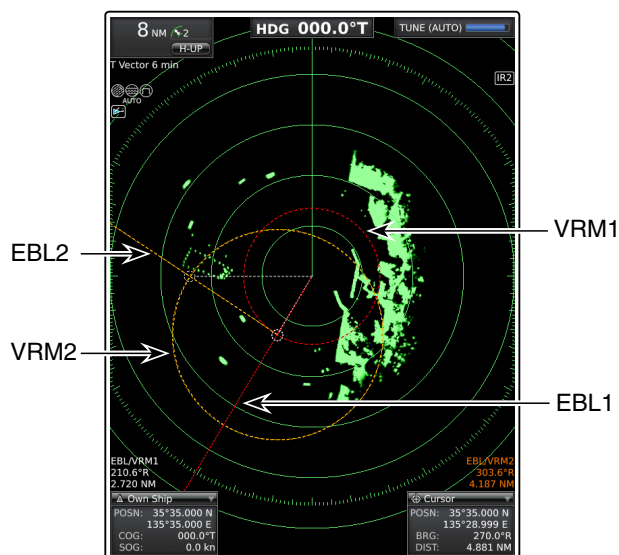 8 NM 2
H-UP
HDG 000.0°T
TUNE (AUTO)
T Vector 6 min
IR2
AUTO
VRM1
EBL2
VRM2
EBL1
EBL/VRM1
210.6°R
2.720 NM
EBL/VRM2
303.6°R
4.187 NM
Own Ship
POSN: 35°35.000 N
135°35.000 E
COG: 000.0°T
SOG: 0.0 kn
Cursor
POSN: 35°35.000 N
135°28.999 E
BRG: 270.0°R
DIST: 4.881 NM